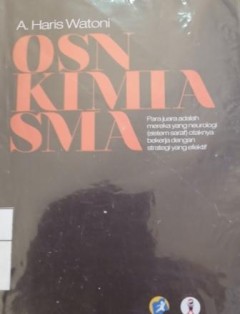 A. Haris Watoni
OSN
KIMIA
SMA
Para juara adalah
mereka yang neurologi
(sistem saraf) otaknya
bekerja dengan
strategi yang efektif